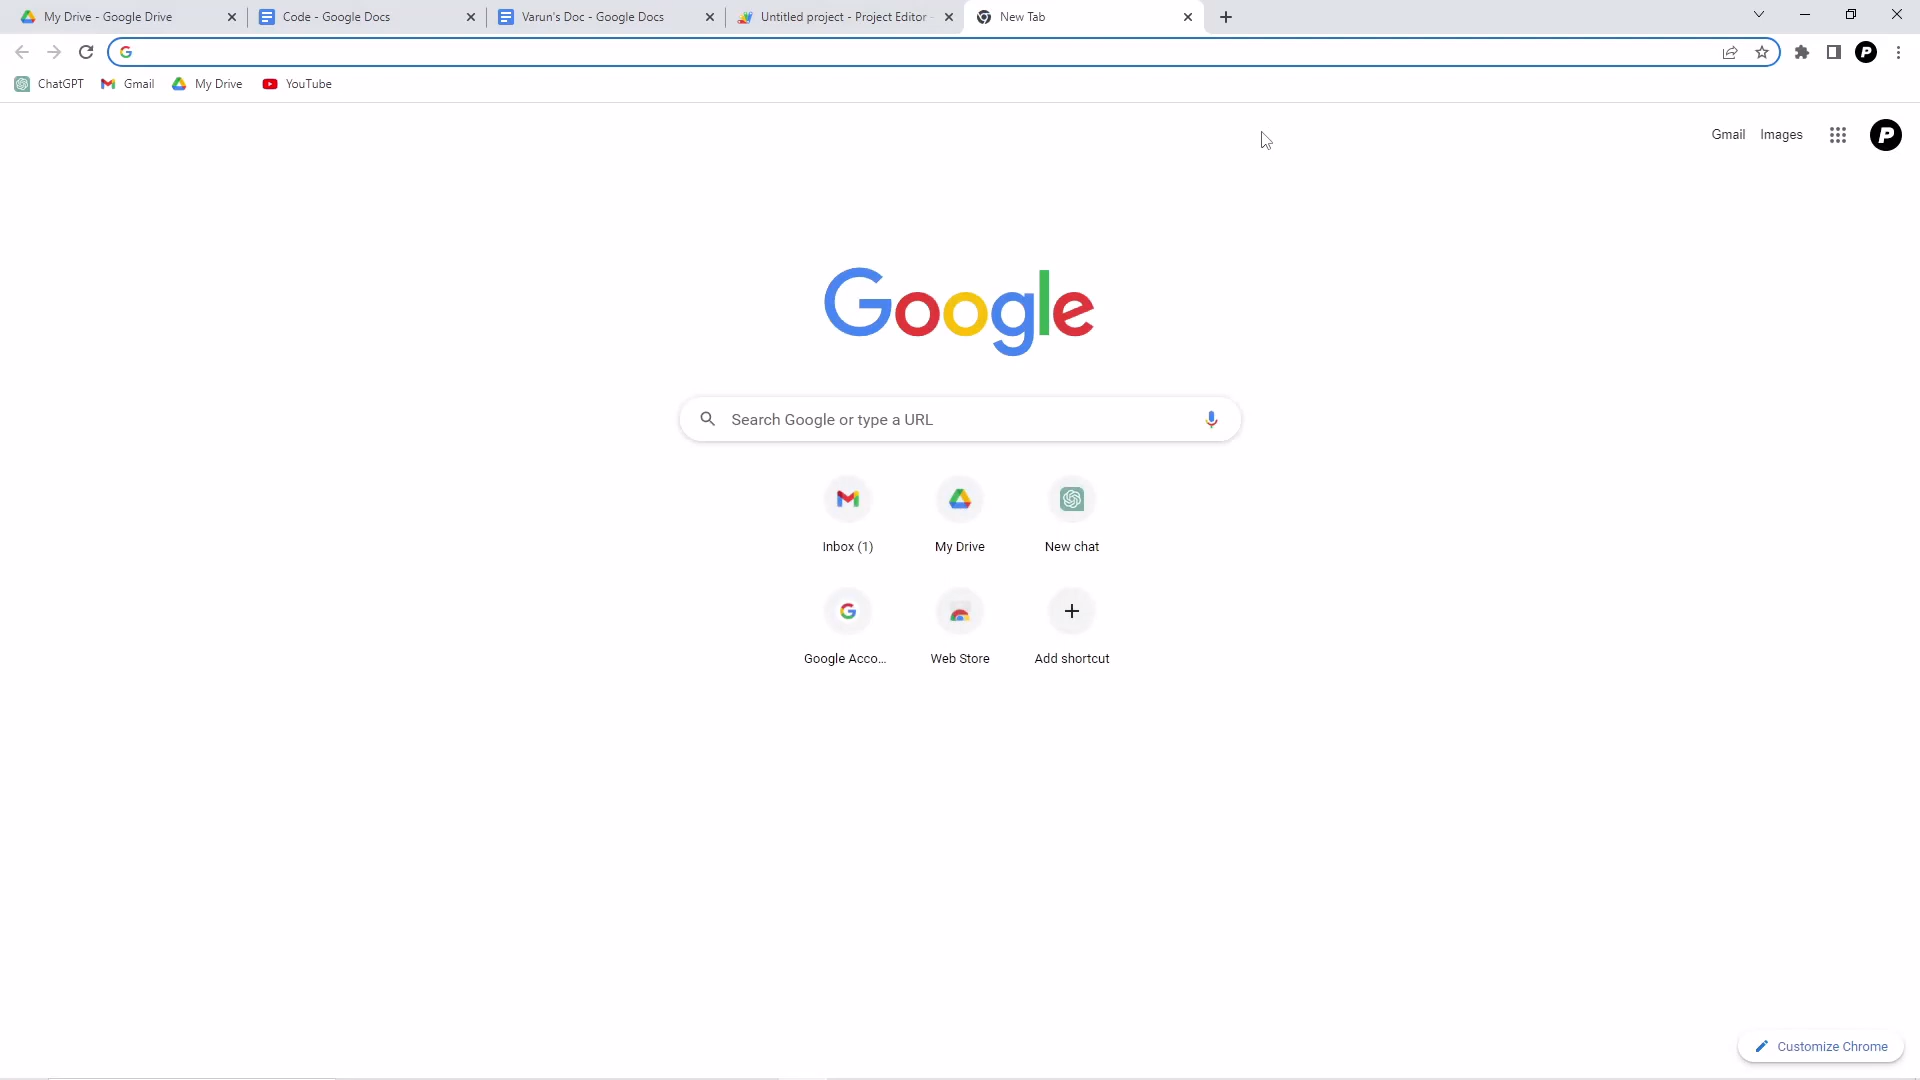 My Drive - Google Drive
Code - Google Docs
Varun's Doc - Google Docs
Untitled project - Project Editor -
New Tab
ChatGPT
Gmail
My Drive
YouTube
Gmail
Images
P
P
Google
Search Google or type a URL
Inbox (1)
My Drive
New chat
Google Acco...
Web Store
Add shortcut
Customize Chrome